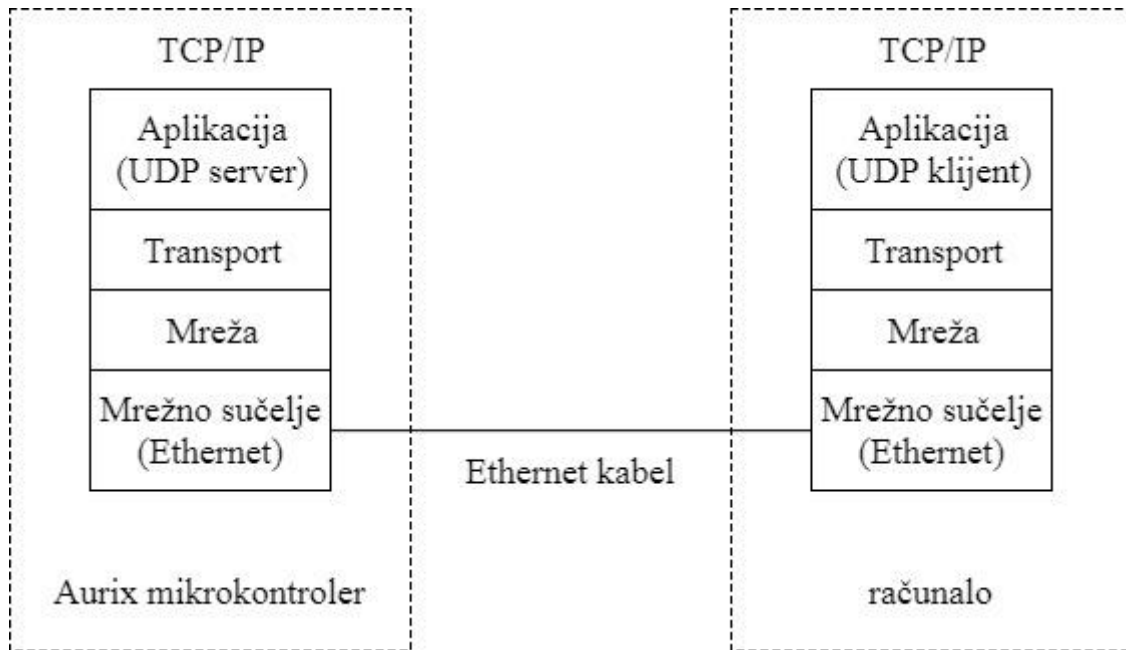 TCP/IP
Aplikacija
(UDP server)
Transport
Mreža
Mrežno sučelje
(Ethernet)
Aurix mikrokontroler
Ethernet kabel
TCP/IP
Aplikacija
(UDP klijent)
Transport
Mreža
Mrežno sučelje
(Ethernet)
računalo